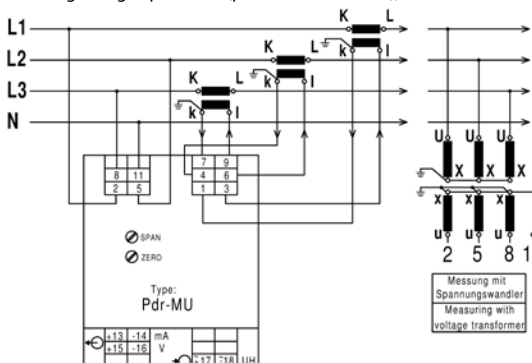 L1
K L
L2
K L k l
L3
K L k l
N
k l
U U U
X X X
x x x
u u u
2 5 8 1
8 11
2 5
7 9
4 6
1 3
SPAN
ZERO
Type:
Pdr-MU
+13 -14 mA
+15 -16 V
+17 -18 UH
Messung mit
Spannungswandler
Measuring with
voltage transformer